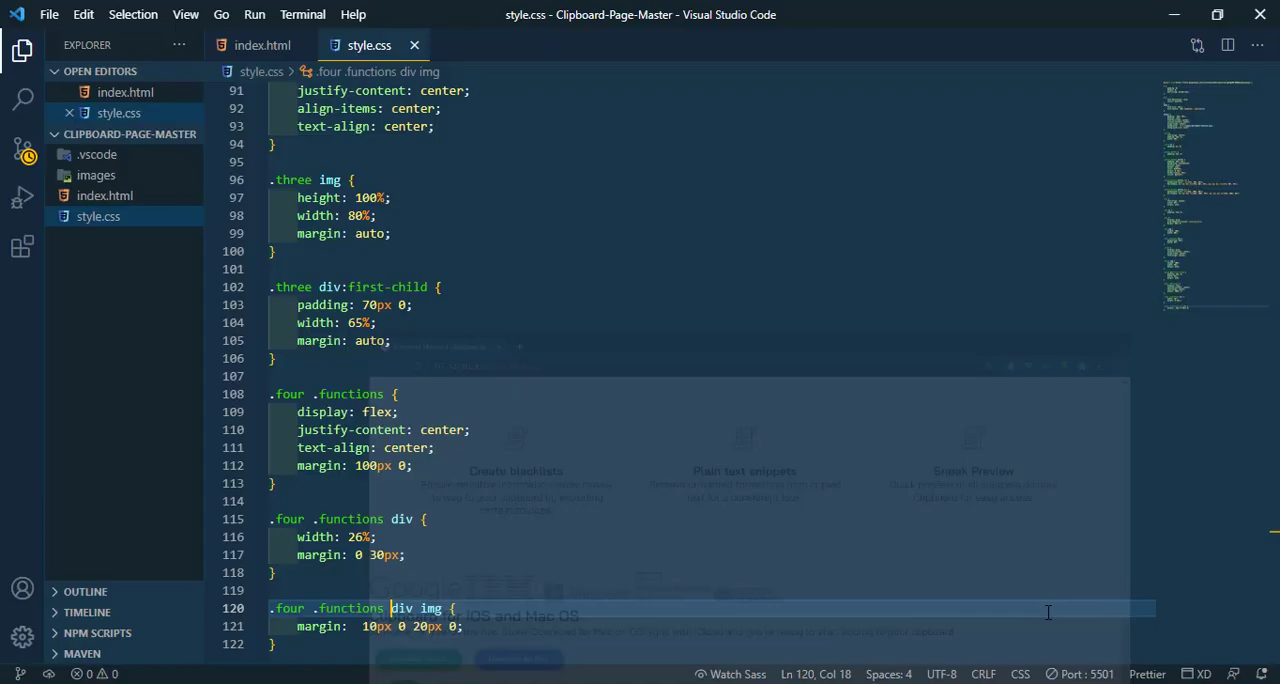 File Edit Selection View Go Run Terminal Help
style.css - Clipboard-Page-Master - Visual Studio Code
EXPLORER
index.html
style.css
OPEN EDITORS
index.html
style.css
CLIPBOARD-PAGE-MASTER
.vscode
images
index.html
style.css
OUTLINE
TIMELINE
NPM SCRIPTS
MAVEN
style.css > .four .functions div img
91 justify-content: center;
92 align-items: center;
93 text-align: center;
94 }
95
96 .three img {
97 height: 100%;
98 width: 80%;
99 margin: auto;
100 }
101
102 .three div:first-child {
103 padding: 70px 0;
104 width: 65%;
105 margin: auto;
106 }
107
108 .four .functions {
109 display: flex;
110 justify-content: center;
111 text-align: center;
112 margin: 100px 0;
113 }
114
115 .four .functions div {
116 width: 26%;
117 margin: 0 30px;
118 }
119
120 .four .functions div img {
121 margin:  10px 0 20px 0;
122 }
Create blacklists
Plain text snippets
Sneak Preview
Google IBM
Clipboard for iOS and Mac OS
0 0
Watch Sass
Ln 120, Col 18
Spaces: 4
UTF-8
CRLF
CSS
Port : 5501
Prettier
XD